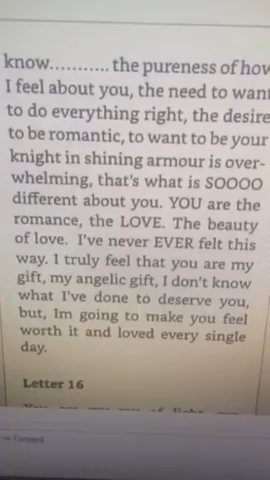 know........... the pureness of how
I feel about you, the need to want
to do everything right, the desire
to be romantic, to want to be your
knight in shining armour is over-
whelming, that's what is SOOOO
different about you. YOU are the
romance, the LOVE. The beauty
of love. I've never EVER felt this
way. I truly feel that you are my
gift, my angelic gift, I don't know
what I've done to deserve you,
but, Im going to make you feel
worth it and loved every single
day.
Letter 16
Forward